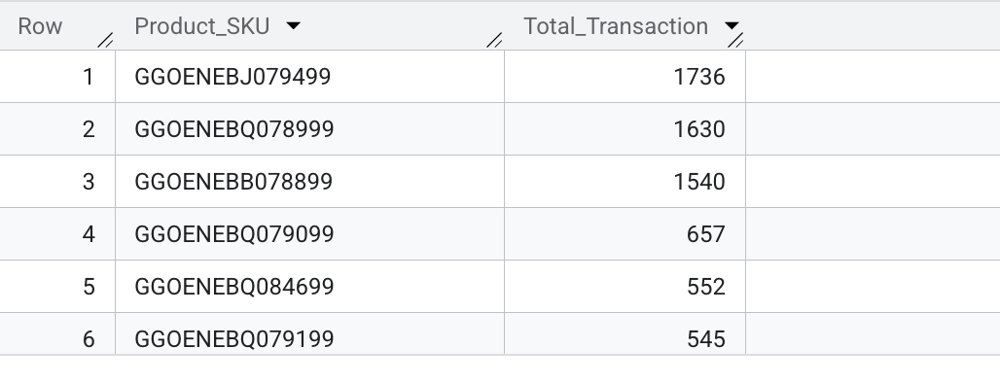 Row Product_SKU Total_Transaction
1 GGOENEBJ079499 1736
2 GGOENEBQ078999 1630
3 GGOENEBB078899 1540
4 GGOENEBQ079099 657
5 GGOENEBQ084699 552
6 GGOENEBQ079199 545